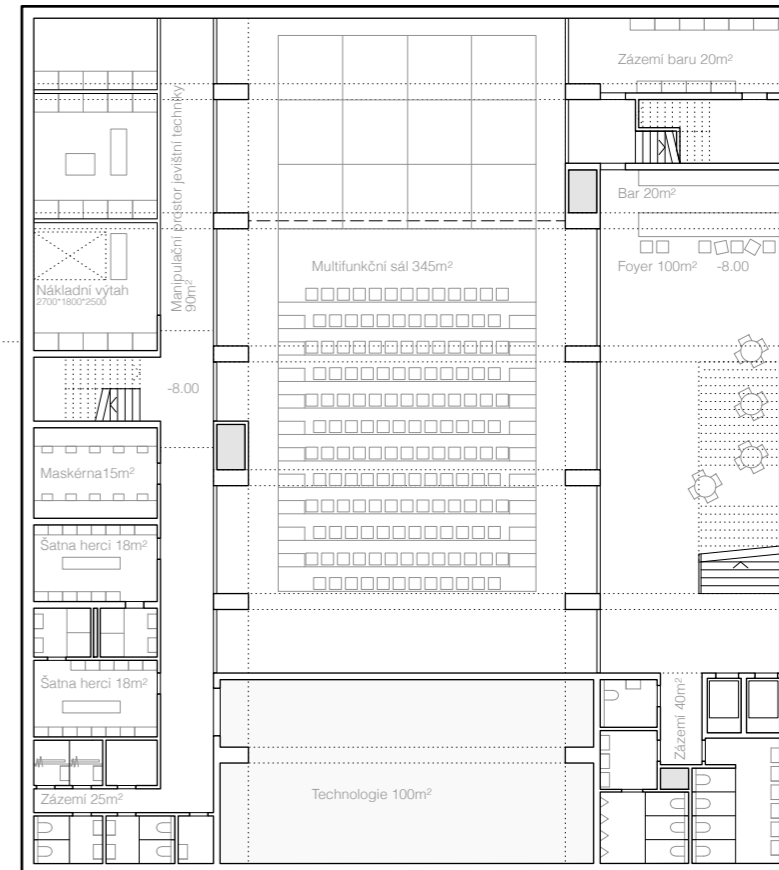 Zázemí baru 20m²
Manipulační prostor jevištní techniky
90m²
Bar 20m²
Multifunkční sál 345m²
Foyer 100m² -8.00
Nákladní výtah
2700*1800*2500
-8.00
Maskérna15m²
Šatna herci 18m²
Šatna herci 18m²
Zázemí 40m²
Zázemí 25m²
Technologie 100m²